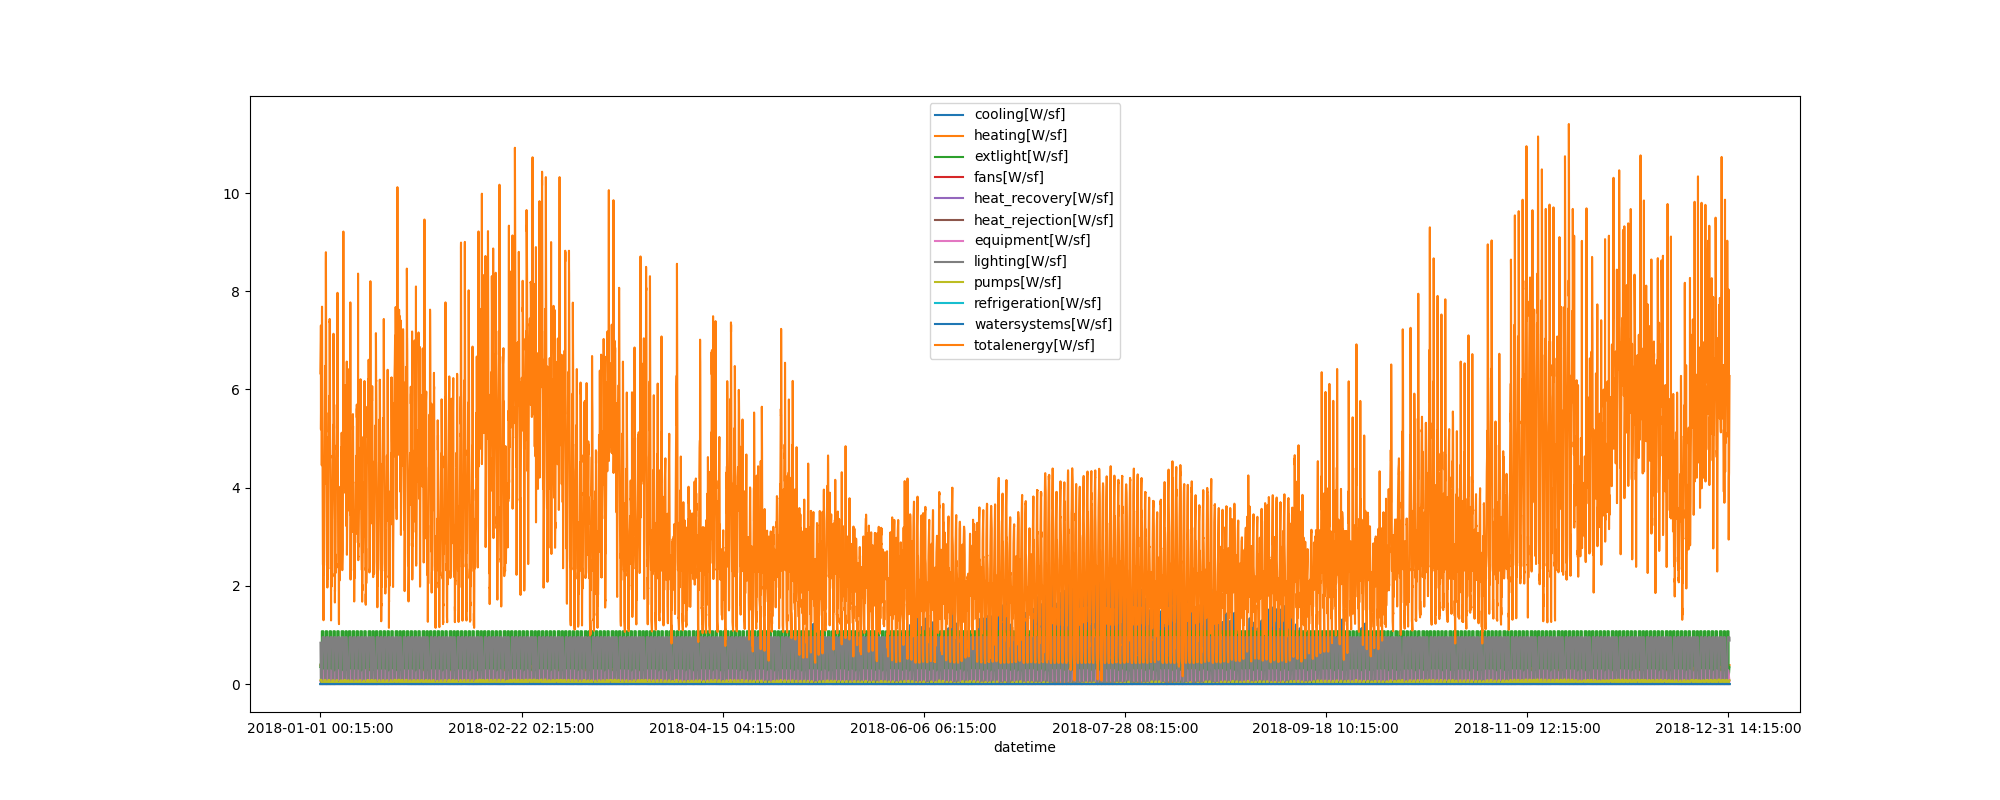 cooling[W/sf]
heating[W/sf]
extlight[W/sf]
fans[W/sf]
heat_recovery[W/sf]
heat_rejection[W/sf]
equipment[W/sf]
lighting[W/sf]
pumps[W/sf]
refrigeration[W/sf]
watersystems[W/sf]
totalenergy[W/sf]
10
8
6
4
2
0
2018-01-01 00:15:00 2018-02-22 02:15:00 2018-04-15 04:15:00 2018-06-06 06:15:00 2018-07-28 08:15:00 2018-09-18 10:15:00 2018-11-09 12:15:00 2018-12-31 14:15:00
datetime